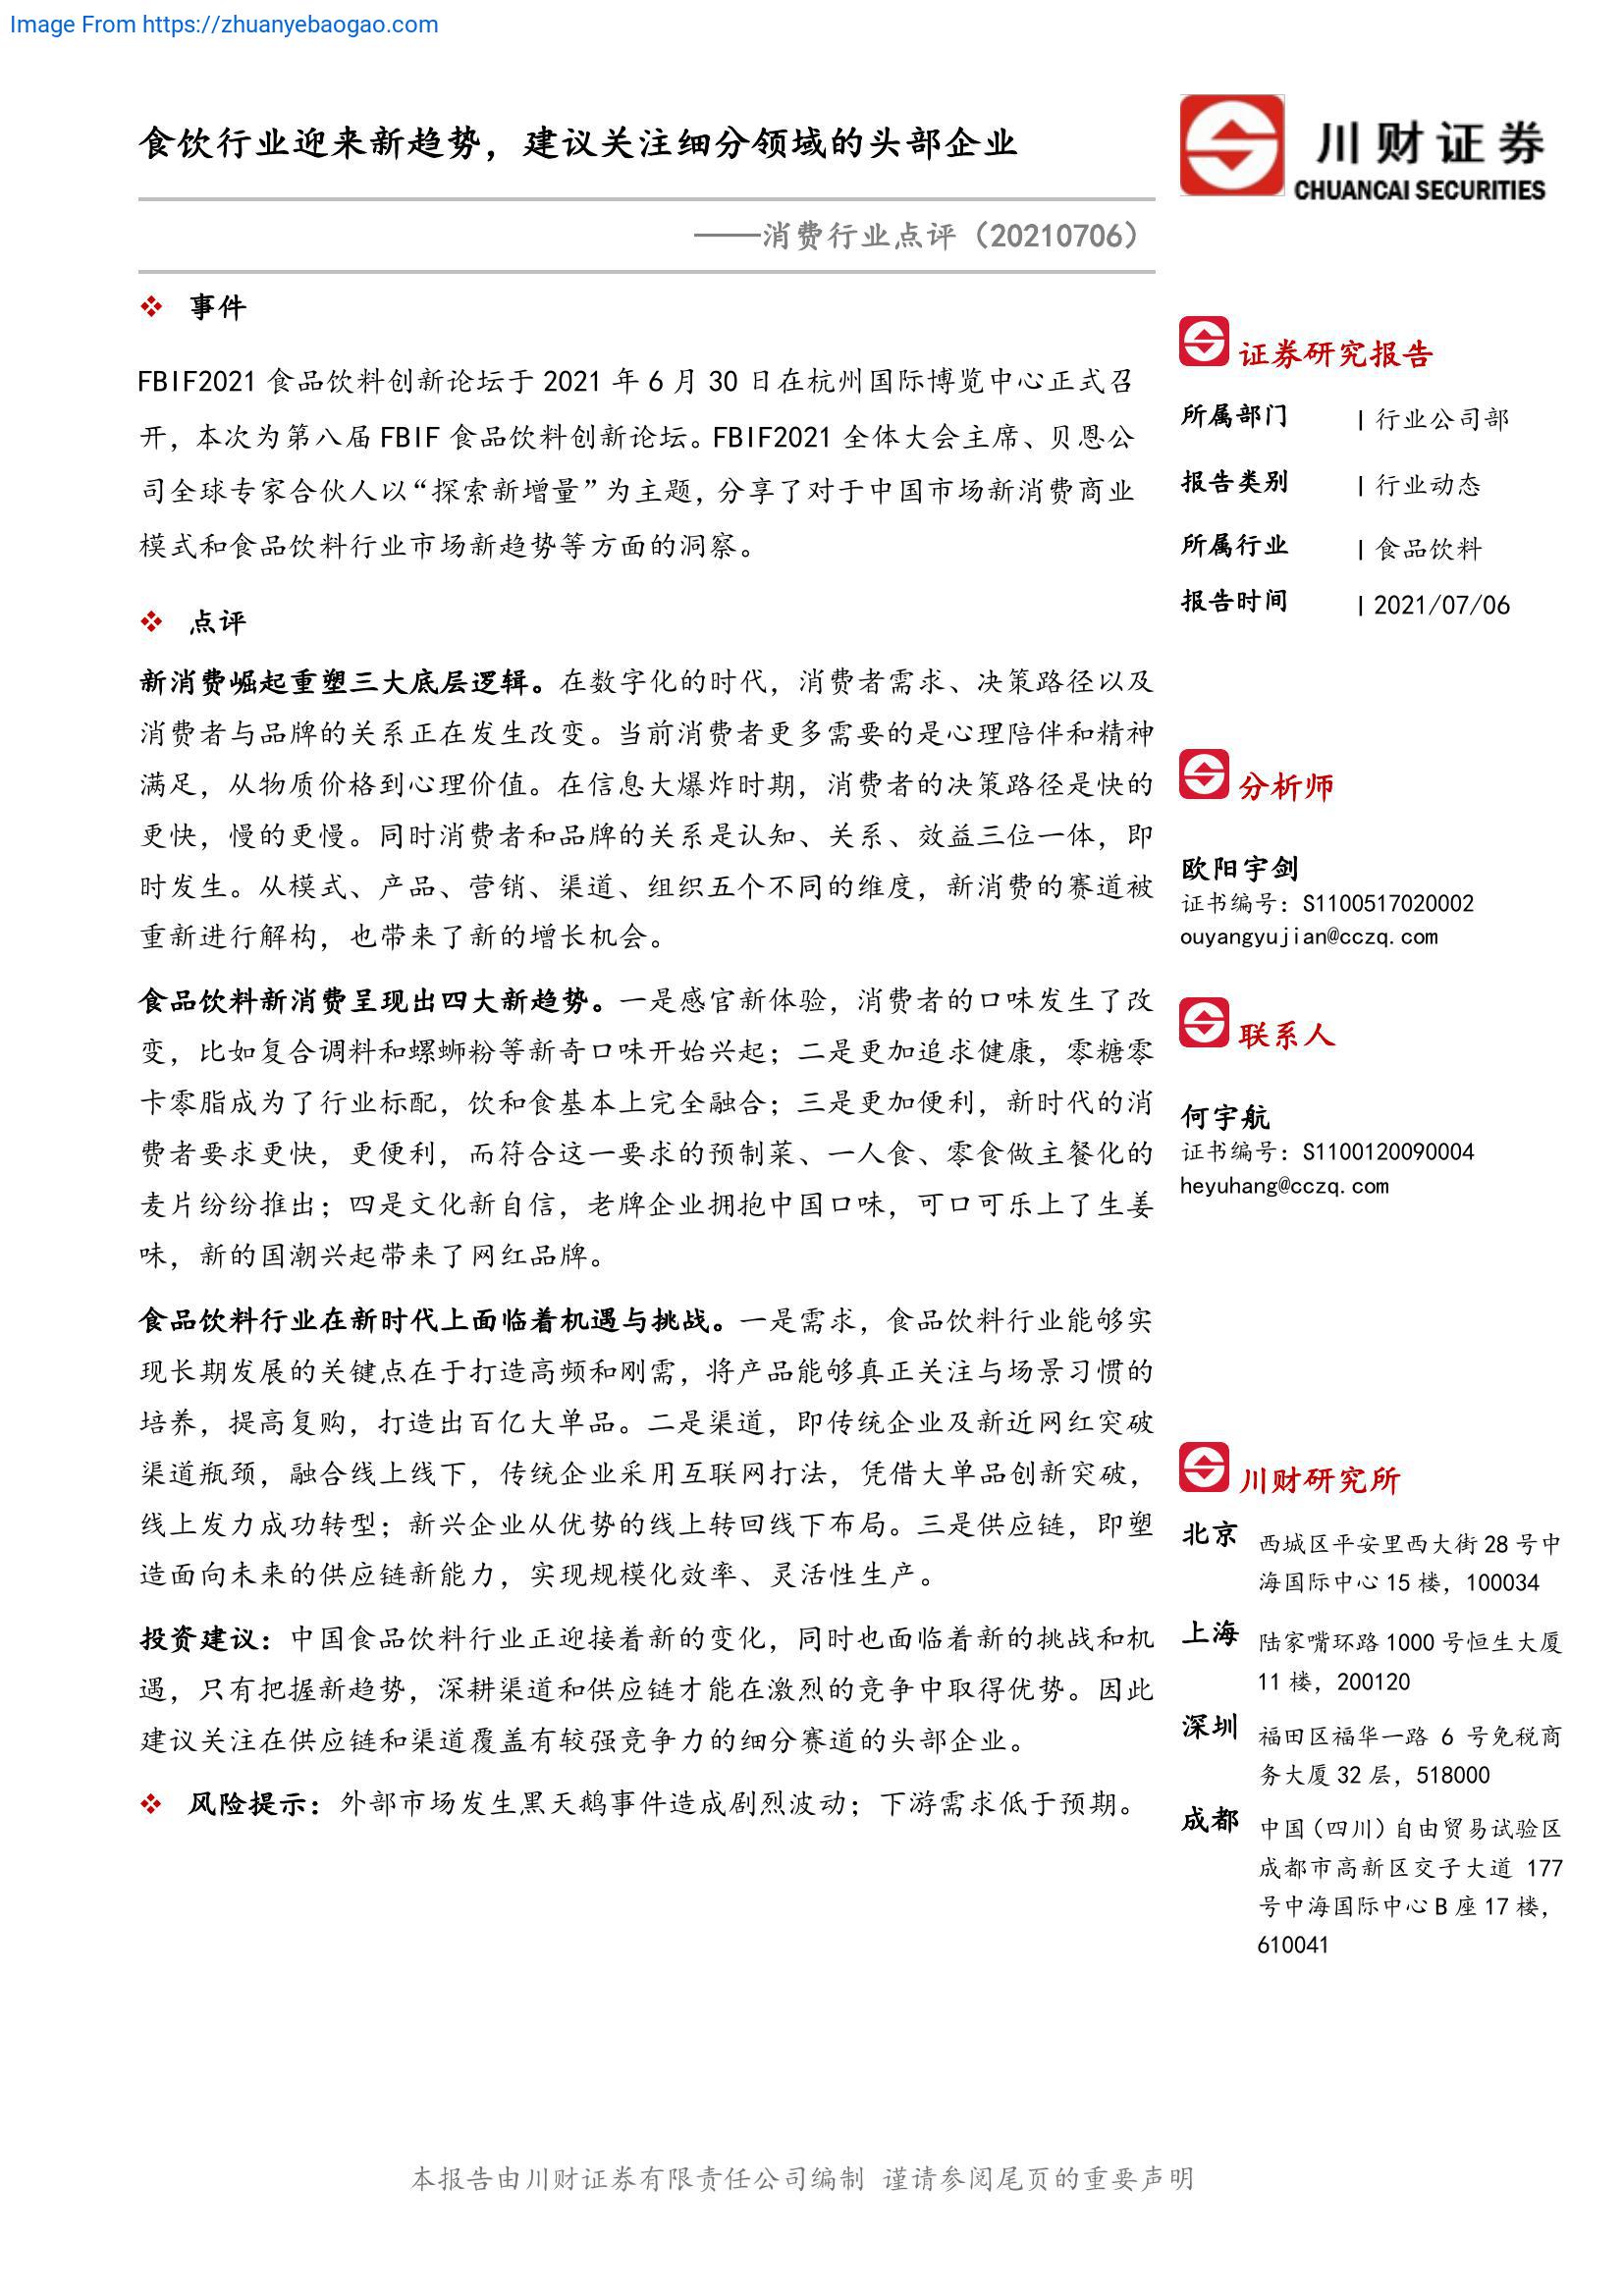 Image From https://zhuanyebaogao.com
食饮行业迎来新趋势，建议关注细分领域的头部企业
川财证券
CHUANCAI SECURITIES
——消费行业点评（20210706）
❖ 事件
FBIF2021 食品饮料创新论坛于 2021 年 6 月 30 日在杭州国际博览中心正式召
开，本次为第八届 FBIF 食品饮料创新论坛。FBIF2021 全体大会主席、贝恩公
司全球专家合伙人以“探索新增量”为主题，分享了对于中国市场新消费商业
模式和食品饮料行业市场新趋势等方面的洞察。
❖ 点评
新消费崛起重塑三大底层逻辑。在数字化的时代，消费者需求、决策路径以及
消费者与品牌的关系正在发生改变。当前消费者更多需要的是心理陪伴和精神
满足，从物质价格到心理价值。在信息大爆炸时期，消费者的决策路径是快的
更快，慢的更慢。同时消费者和品牌的关系是认知、关系、效益三位一体，即
时发生。从模式、产品、营销、渠道、组织五个不同的维度，新消费的赛道被
重新进行解构，也带来了新的增长机会。
食品饮料新消费呈现出四大新趋势。一是感官新体验，消费者的口味发生了改
变，比如复合调料和螺蛳粉等新奇口味开始兴起；二是更加追求健康，零糖零
卡零脂成为了行业标配，饮和食基本上完全融合；三是更加便利，新时代的消
费者要求更快，更便利，而符合这一要求的预制菜、一人食、零食做主餐化的
麦片纷纷推出；四是文化新自信，老牌企业拥抱中国口味，可口可乐上了生姜
味，新的国潮兴起带来了网红品牌。
食品饮料行业在新时代上面临着机遇与挑战。一是需求，食品饮料行业能够实
现长期发展的关键点在于打造高频和刚需，将产品能够真正关注与场景习惯的
培养，提高复购，打造出百亿大单品。二是渠道，即传统企业及新近网红突破
渠道瓶颈，融合线上线下，传统企业采用互联网打法，凭借大单品创新突破，
线上发力成功转型；新兴企业从优势的线上转回线下布局。三是供应链，即塑
造面向未来的供应链新能力，实现规模化效率、灵活性生产。
投资建议：中国食品饮料行业正迎接着新的变化，同时也面临着新的挑战和机
遇，只有把握新趋势，深耕渠道和供应链才能在激烈的竞争中取得优势。因此
建议关注在供应链和渠道覆盖有较强竞争力的细分赛道的头部企业。
❖ 风险提示：外部市场发生黑天鹅事件造成剧烈波动；下游需求低于预期。
证券研究报告
所属部门 | 行业公司部
报告类别 | 行业动态
所属行业 | 食品饮料
报告时间 | 2021/07/06
分析师
欧阳宇剑
证书编号：S1100517020002
ouyangyujian@cczq.com
联系人
何宇航
证书编号：S1100120090004
heyuhang@cczq.com
川财研究所
北京 西城区平安里西大街 28 号中
海国际中心 15 楼，100034
上海 陆家嘴环路 1000 号恒生大厦
11 楼，200120
深圳 福田区福华一路 6 号免税商
务大厦 32 层，518000
成都 中国（四川）自由贸易试验区
成都市高新区交子大道 177
号中海国际中心 B 座 17 楼，
610041
本报告由川财证券有限责任公司编制 谨请参阅尾页的重要声明